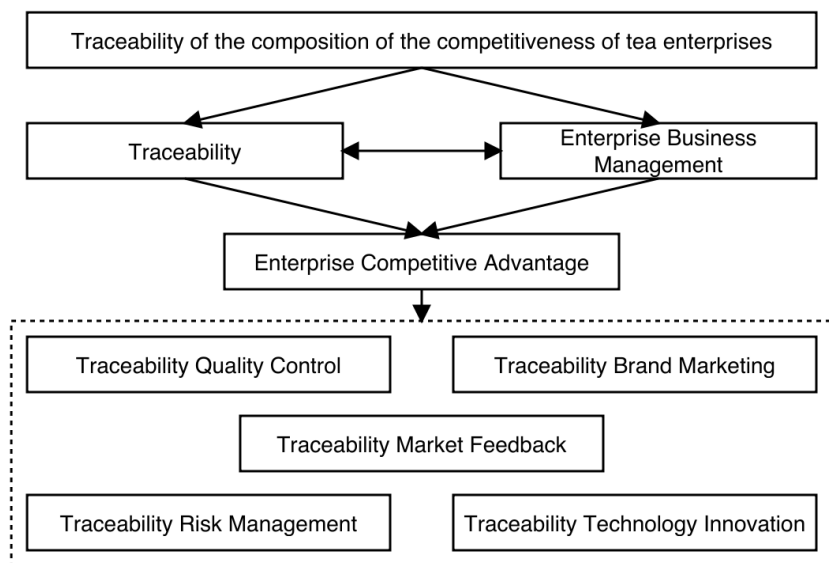 Traceability of the composition of the competitiveness of tea enterprises
Traceability
Enterprise Business
Management
Enterprise Competitive Advantage
Traceability Quality Control
Traceability Brand Marketing
Traceability Market Feedback
Traceability Risk Management
Traceability Technology Innovation